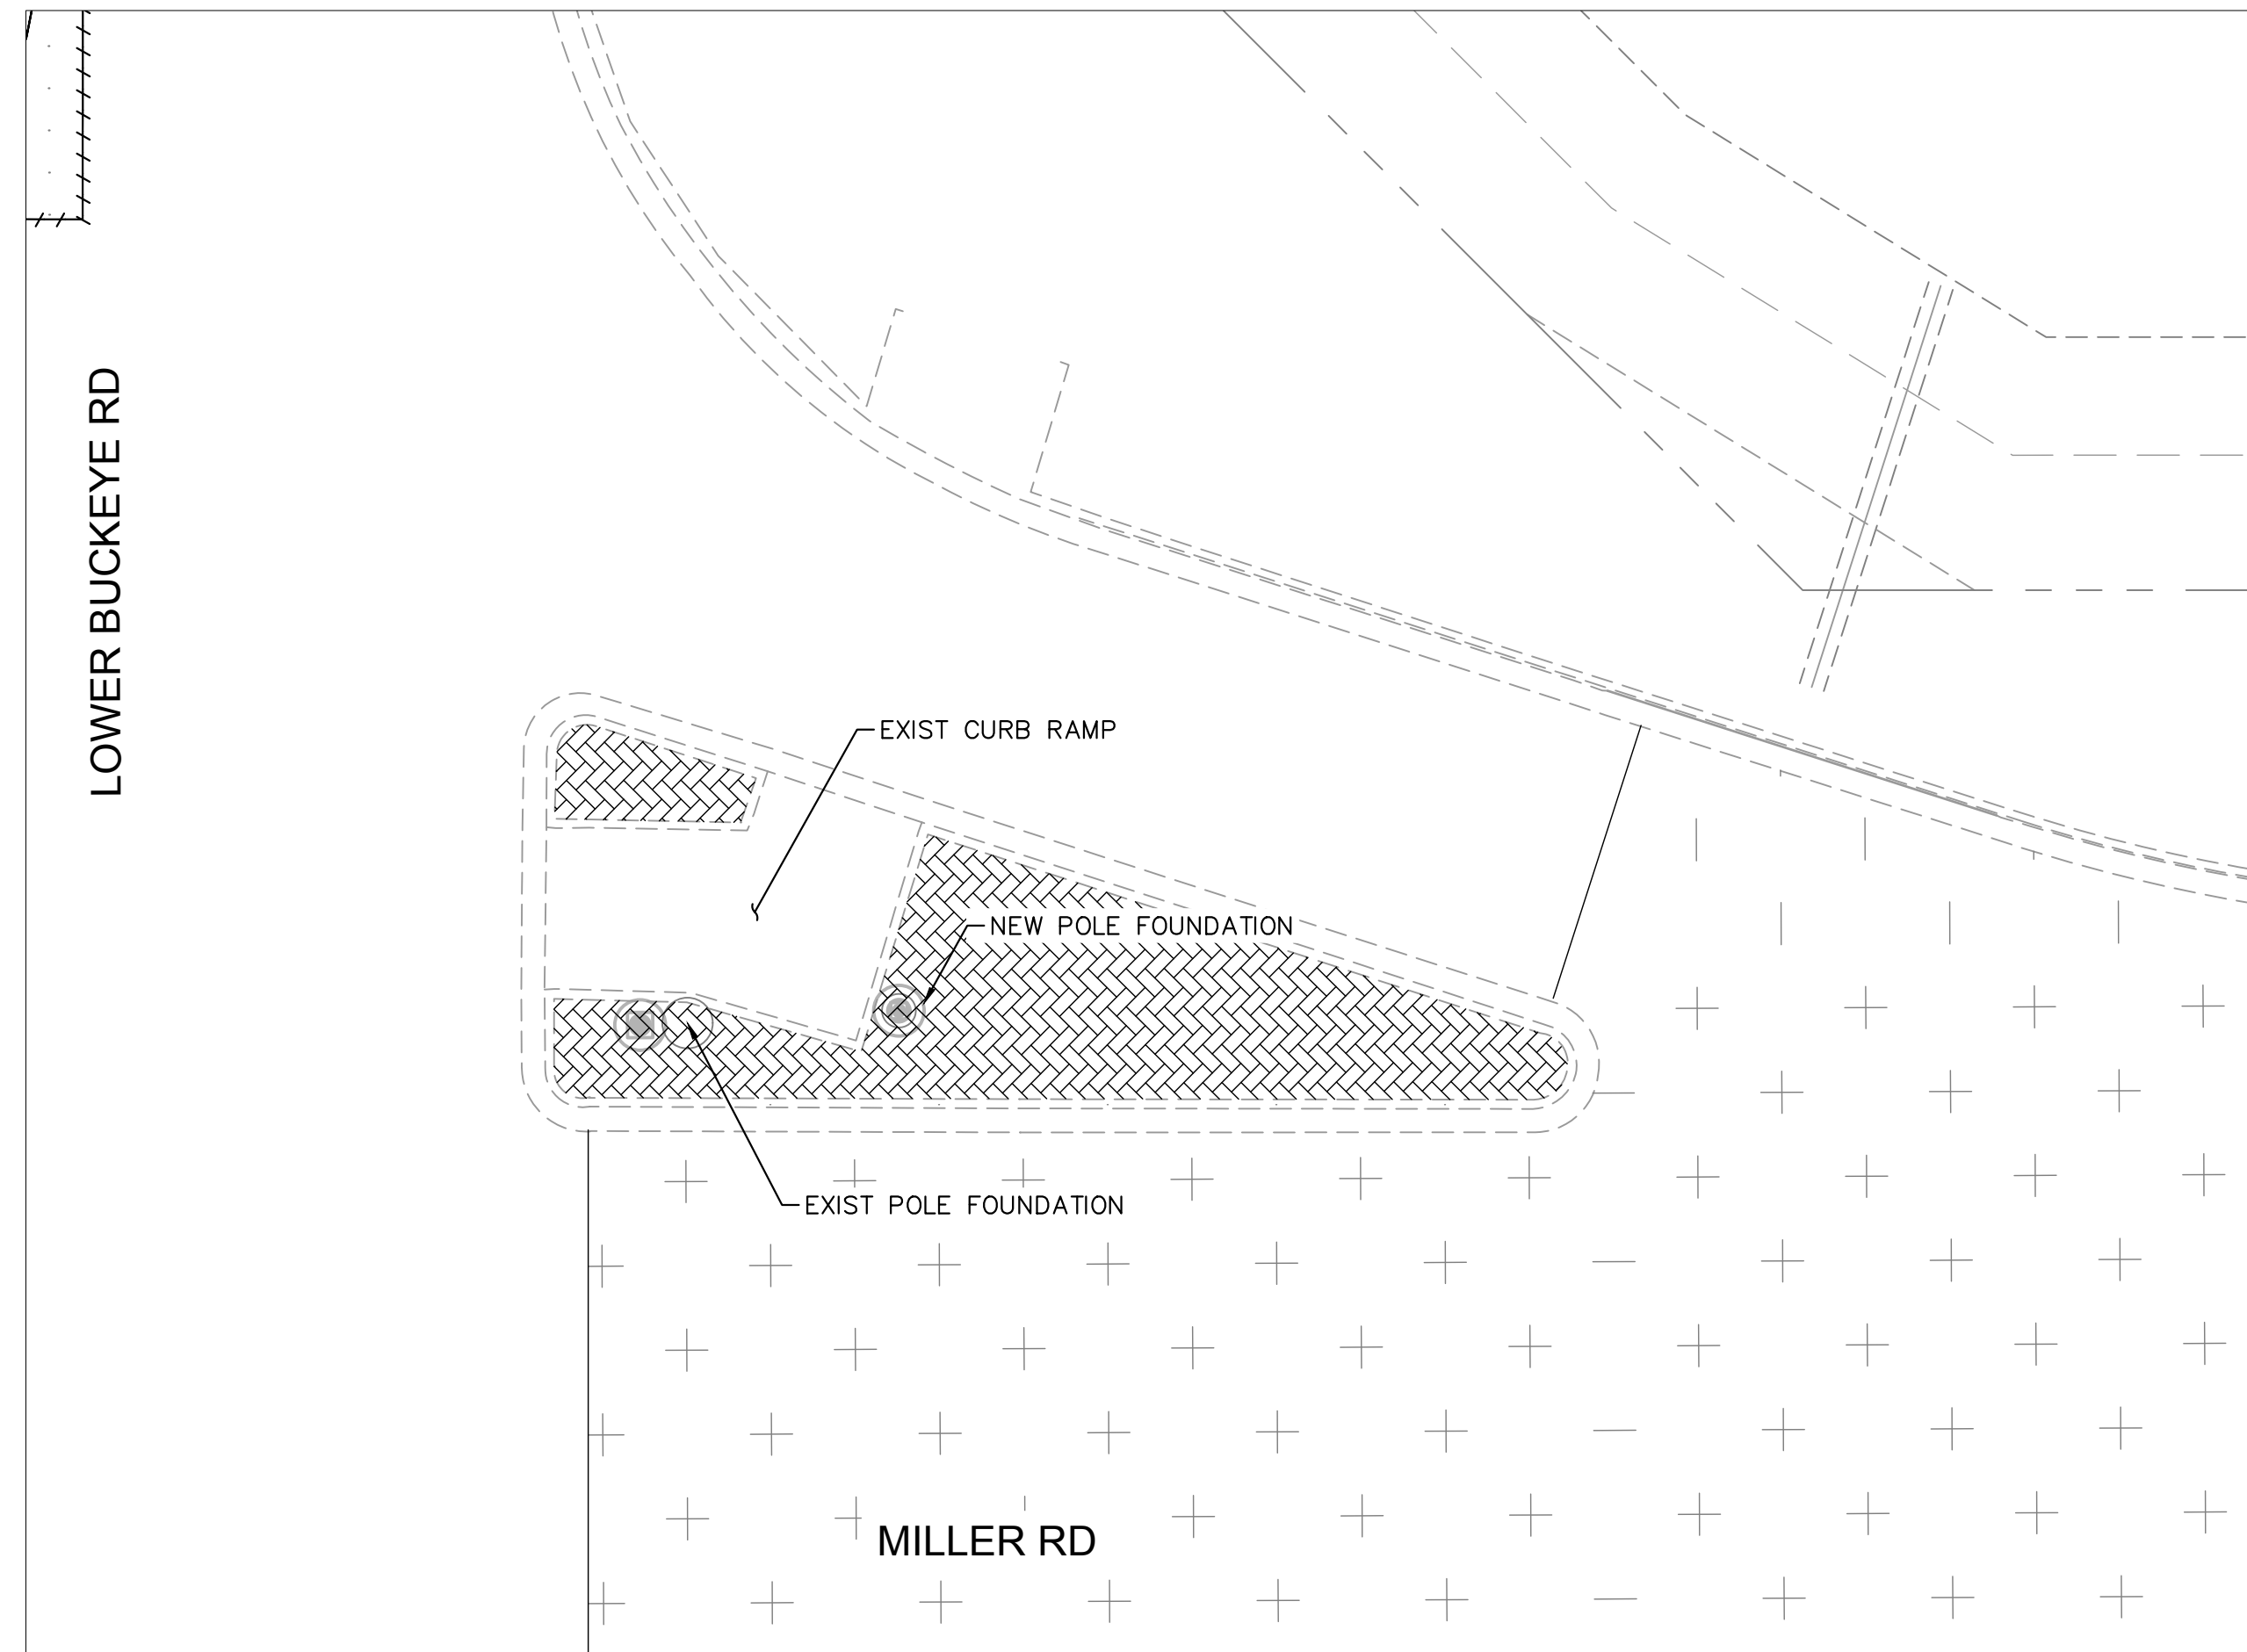 LOWER BUCKEYE RD
EXIST CURB RAMP
NEW POLE FOUNDATION
EXIST POLE FOUNDATION
MILLER RD